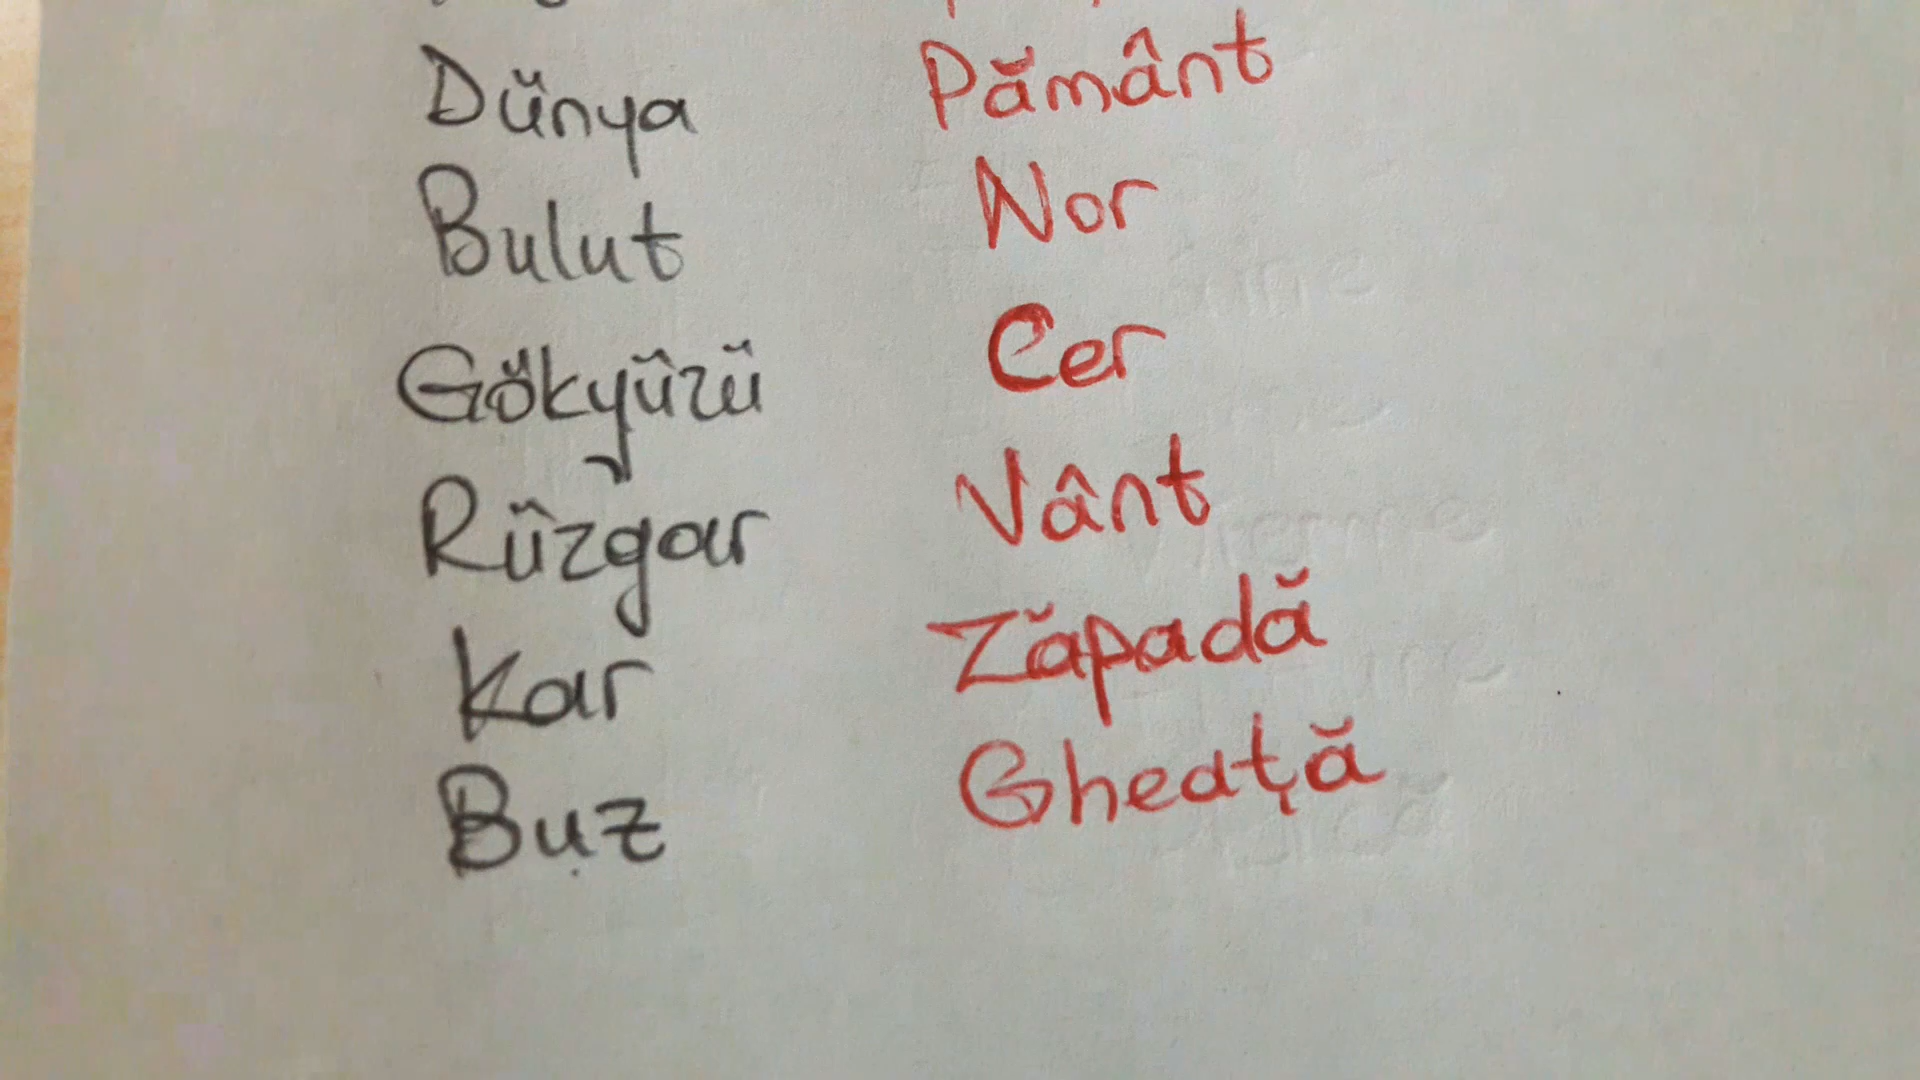 Dünya Pământ
Bulut Nor
Gökyüzü Cer
Rüzgar Vânt
Kar Zăpadă
Buz Gheață